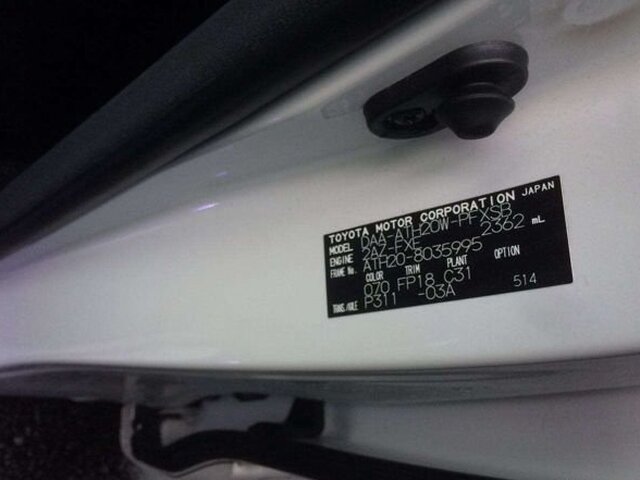 TOYOTA MOTOR CORPORATION JAPAN
MODEL DAA-ATH20W-PFXSB
ENGINE 2AZ-FXE 2362 mL
FRAME No. ATH20-8035995
COLOR TRIM PLANT OPTION
070 FP18 C31
TRANS./AXLE P311 -03A 514